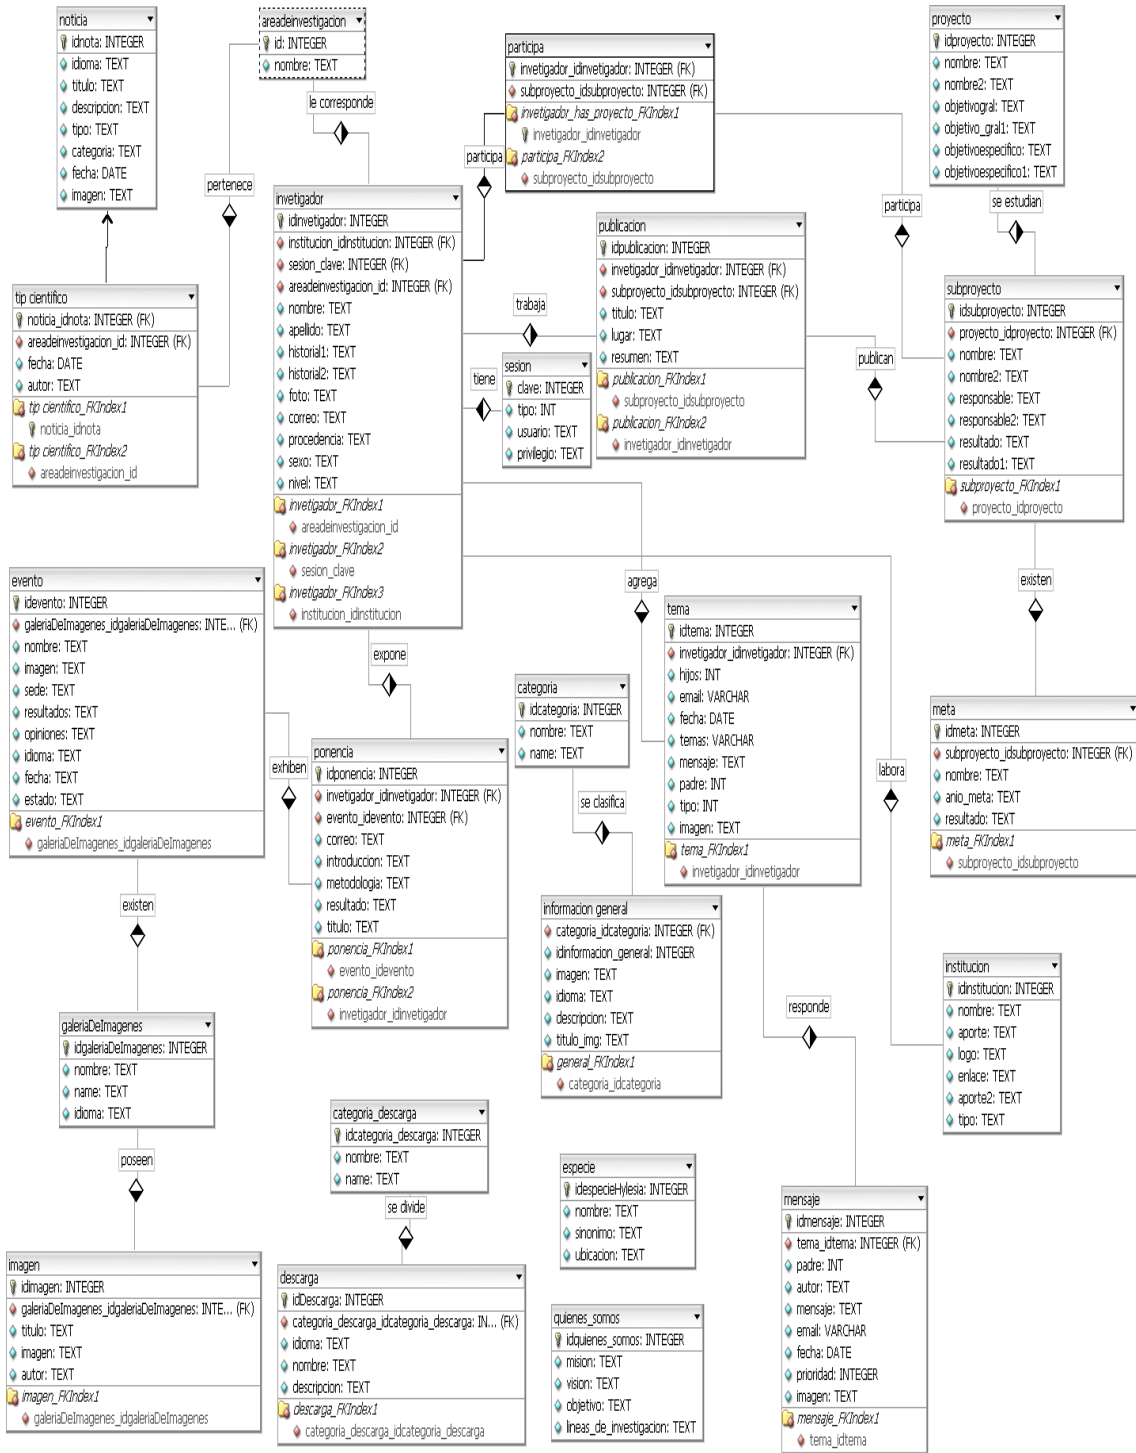 noticia
idnota: INTEGER
idioma: TEXT
titulo: TEXT
descripcion: TEXT
tipo: TEXT
categoria: TEXT
fecha: DATE
imagen: TEXT
areadeinvestigacion
id: INTEGER
nombre: TEXT
le corresponde
pertenece
participa
invetigador_idinvetigador: INTEGER (FK)
subproyecto_idsubproyecto: INTEGER (FK)
invetigador_has_proyecto_FKIndex1
invetigador_idinvetigador
participa_FKIndex2
subproyecto_idsubproyecto
participa
participa
proyecto
idproyecto: INTEGER
nombre: TEXT
nombre2: TEXT
objetivogral: TEXT
objetivo_gral1: TEXT
objetivoespecifico: TEXT
objetivoespecifico1: TEXT
se estudian
tip cientifico
noticia_idnota: INTEGER (FK)
areadeinvestigacion_id: INTEGER (FK)
fecha: DATE
autor: TEXT
tip cientifico_FKIndex1
noticia_idnota
tip cientifico_FKIndex2
areadeinvestigacion_id
invetigador
idinvetigador: INTEGER
institucion_idinstitucion: INTEGER (FK)
sesion_clave: INTEGER (FK)
areadeinvestigacion_id: INTEGER (FK)
nombre: TEXT
apellido: TEXT
historial1: TEXT
historial2: TEXT
foto: TEXT
correo: TEXT
procedencia: TEXT
sexo: TEXT
nivel: TEXT
invetigador_FKIndex1
areadeinvestigacion_id
invetigador_FKIndex2
sesion_clave
invetigador_FKIndex3
institucion_idinstitucion
trabaja
tiene
sesion
clave: INTEGER
tipo: INT
usuario: TEXT
privilegio: TEXT
publicacion
idpublicacion: INTEGER
invetigador_idinvetigador: INTEGER (FK)
subproyecto_idsubproyecto: INTEGER (FK)
titulo: TEXT
lugar: TEXT
resumen: TEXT
publicacion_FKIndex1
subproyecto_idsubproyecto
publicacion_FKIndex2
invetigador_idinvetigador
publican
subproyecto
idsubproyecto: INTEGER
proyecto_idproyecto: INTEGER (FK)
nombre: TEXT
nombre2: TEXT
responsable: TEXT
responsable2: TEXT
resultado: TEXT
resultado1: TEXT
subproyecto_FKIndex1
proyecto_idproyecto
existen
evento
idevento: INTEGER
galeriaDeImagenes_idgaleriaDeImagenes: INTE... (FK)
nombre: TEXT
imagen: TEXT
sede: TEXT
resultados: TEXT
opiniones: TEXT
idioma: TEXT
fecha: TEXT
estado: TEXT
evento_FKIndex1
galeriaDeImagenes_idgaleriaDeImagenes
existen
exhiben
expone
ponencia
idponencia: INTEGER
invetigador_idinvetigador: INTEGER (FK)
evento_idevento: INTEGER (FK)
correo: TEXT
introduccion: TEXT
metodologia: TEXT
resultado: TEXT
titulo: TEXT
ponencia_FKIndex1
evento_idevento
ponencia_FKIndex2
invetigador_idinvetigador
categoria
idcategoria: INTEGER
nombre: TEXT
name: TEXT
se clasifica
agrega
tema
idtema: INTEGER
invetigador_idinvetigador: INTEGER (FK)
hijos: INT
email: VARCHAR
fecha: DATE
temas: VARCHAR
mensaje: TEXT
padre: INT
tipo: INT
imagen: TEXT
tema_FKIndex1
invetigador_idinvetigador
labora
meta
idmeta: INTEGER
subproyecto_idsubproyecto: INTEGER (FK)
nombre: TEXT
anio_meta: TEXT
resultado: TEXT
meta_FKIndex1
subproyecto_idsubproyecto
informacion general
categoria_idcategoria: INTEGER (FK)
idinformacion_general: INTEGER
imagen: TEXT
idioma: TEXT
descripcion: TEXT
titulo_img: TEXT
general_FKIndex1
categoria_idcategoria
responde
institucion
idinstitucion: INTEGER
nombre: TEXT
aporte: TEXT
logo: TEXT
enlace: TEXT
aporte2: TEXT
tipo: TEXT
galeriaDeImagenes
idgaleriaDeImagenes: INTEGER
nombre: TEXT
name: TEXT
idioma: TEXT
poseen
imagen
idimagen: INTEGER
galeriaDeImagenes_idgaleriaDeImagenes: INTE... (FK)
titulo: TEXT
imagen: TEXT
autor: TEXT
imagen_FKIndex1
galeriaDeImagenes_idgaleriaDeImagenes
categoria_descarga
idcategoria_descarga: INTEGER
nombre: TEXT
name: TEXT
se divide
descarga
idDescarga: INTEGER
categoria_descarga_idcategoria_descarga: IN... (FK)
idioma: TEXT
nombre: TEXT
descripcion: TEXT
descarga_FKIndex1
categoria_descarga_idcategoria_descarga
especie
idespecieHylesia: INTEGER
nombre: TEXT
sinonimo: TEXT
ubicacion: TEXT
quienes_somos
idquienes_somos: INTEGER
mision: TEXT
vision: TEXT
objetivo: TEXT
lineas_de_investigacion: TEXT
mensaje
idmensaje: INTEGER
tema_idtema: INTEGER (FK)
padre: INT
autor: TEXT
mensaje: TEXT
email: VARCHAR
fecha: DATE
prioridad: INTEGER
imagen: TEXT
mensaje_FKIndex1
tema_idtema